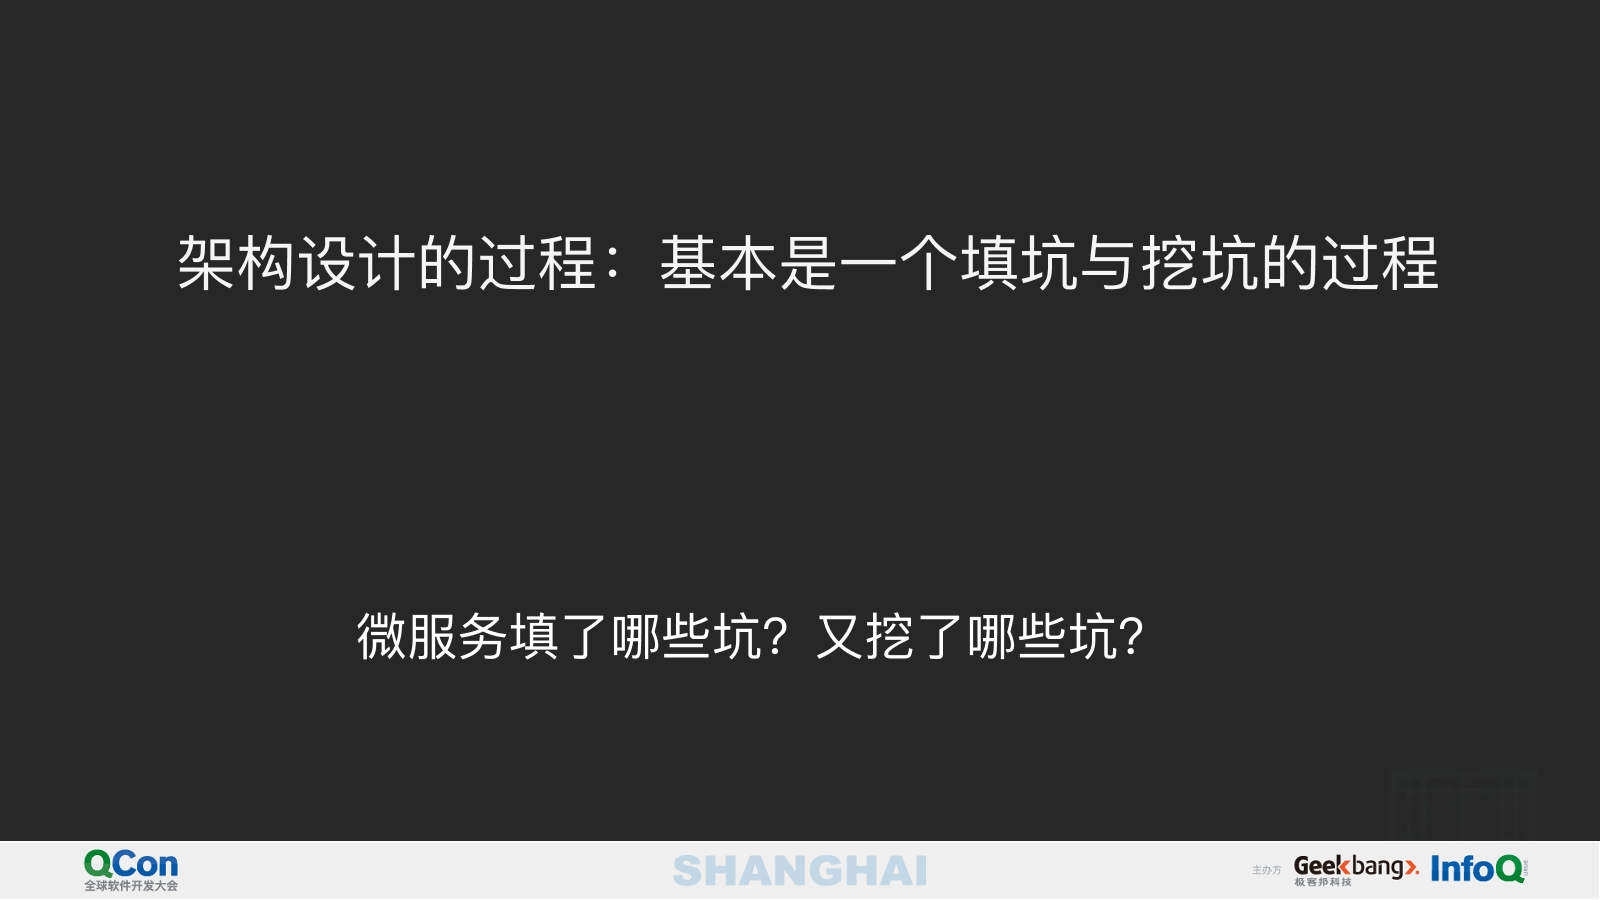 架构设计的过程：基本是一个填坑与挖坑的过程
微服务填了哪些坑？又挖了哪些坑？
QCon
全球软件开发大会
SHANGHAI
主办方
Geekbang>.
极客邦科技
InfoQ